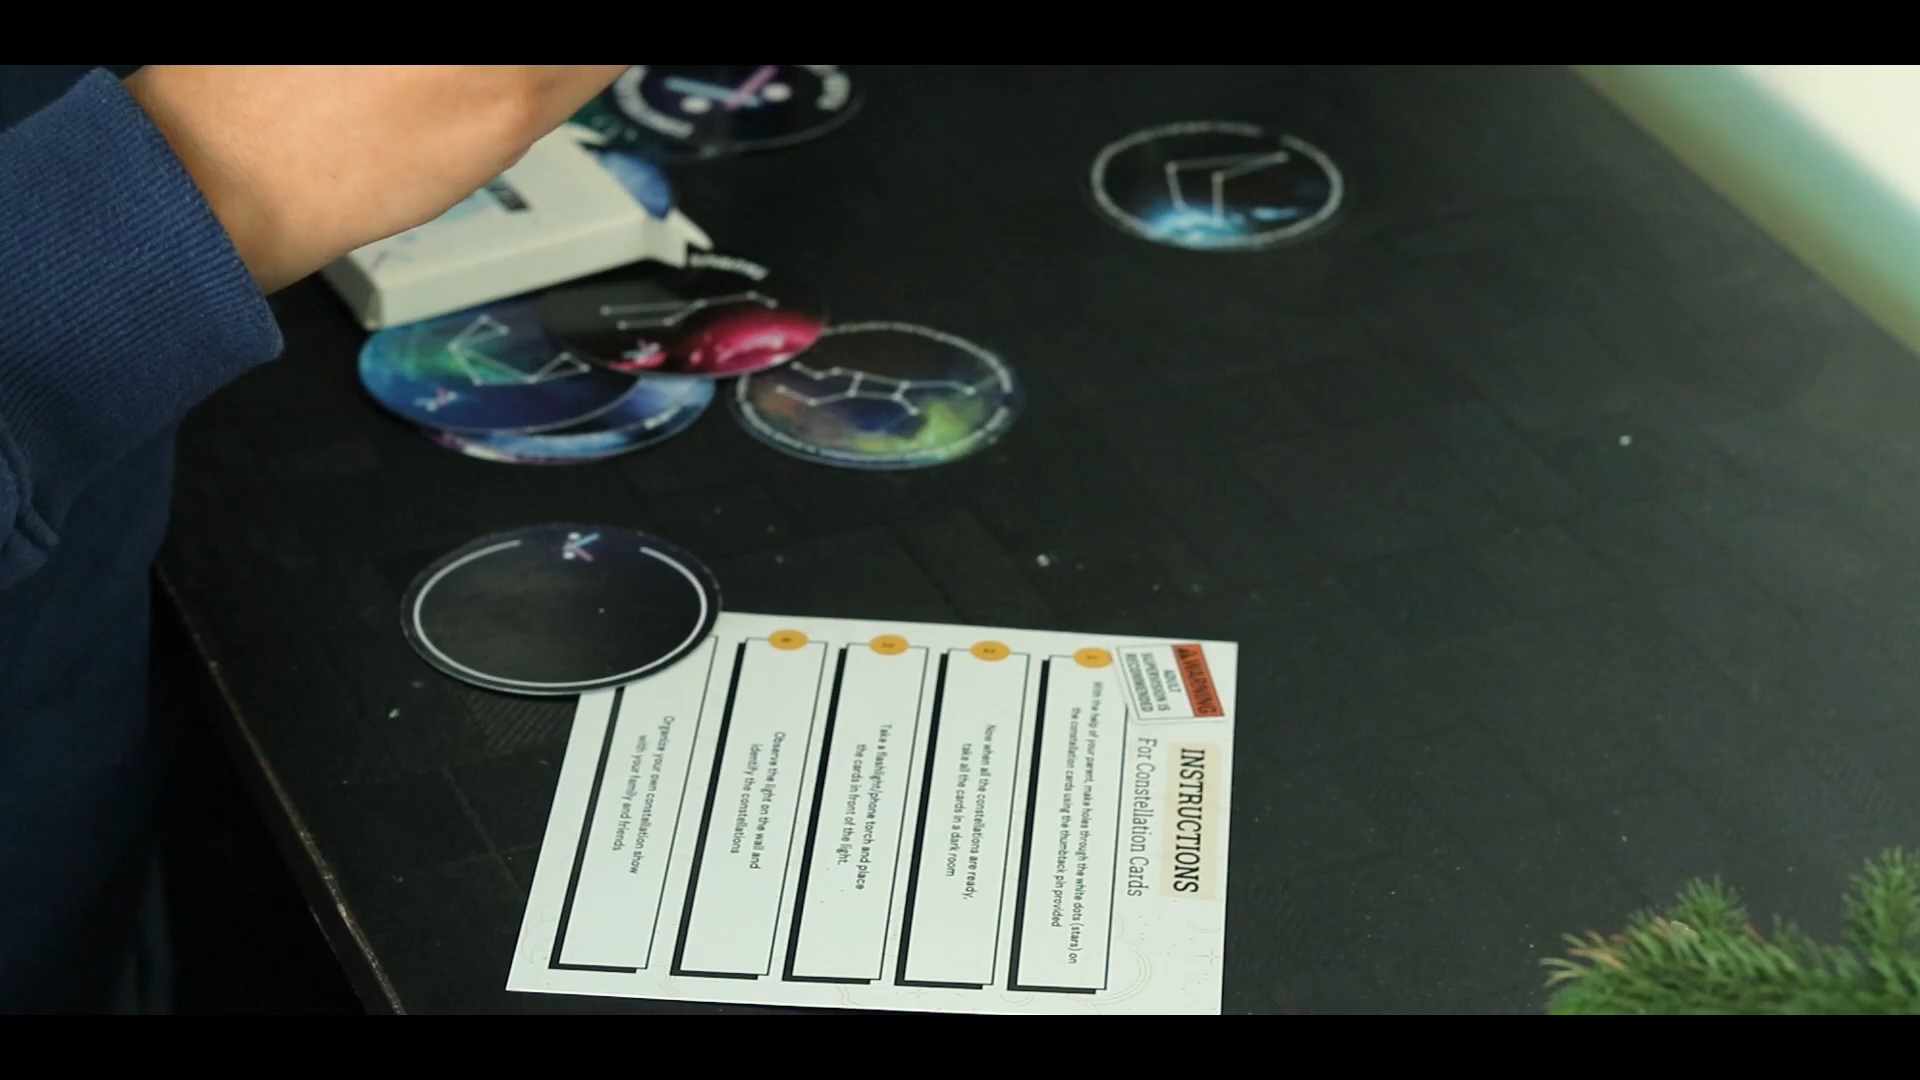 WARNING
ADULT
SUPERVISION IS
RECOMMENDED
INSTRUCTIONS
For Constellation Cards
1
With the help of your parent, make holes through the white dots (stars) on
the constellation cards using the thumbtack pin provided
2
Now when all the constellations are ready,
take all the cards in a dark room
3
Take a flashlight/phone torch and place
the cards in front of the light.
4
Observe the light on the wall and
identify the constellations
Organize your own constellation show
with your family and friends